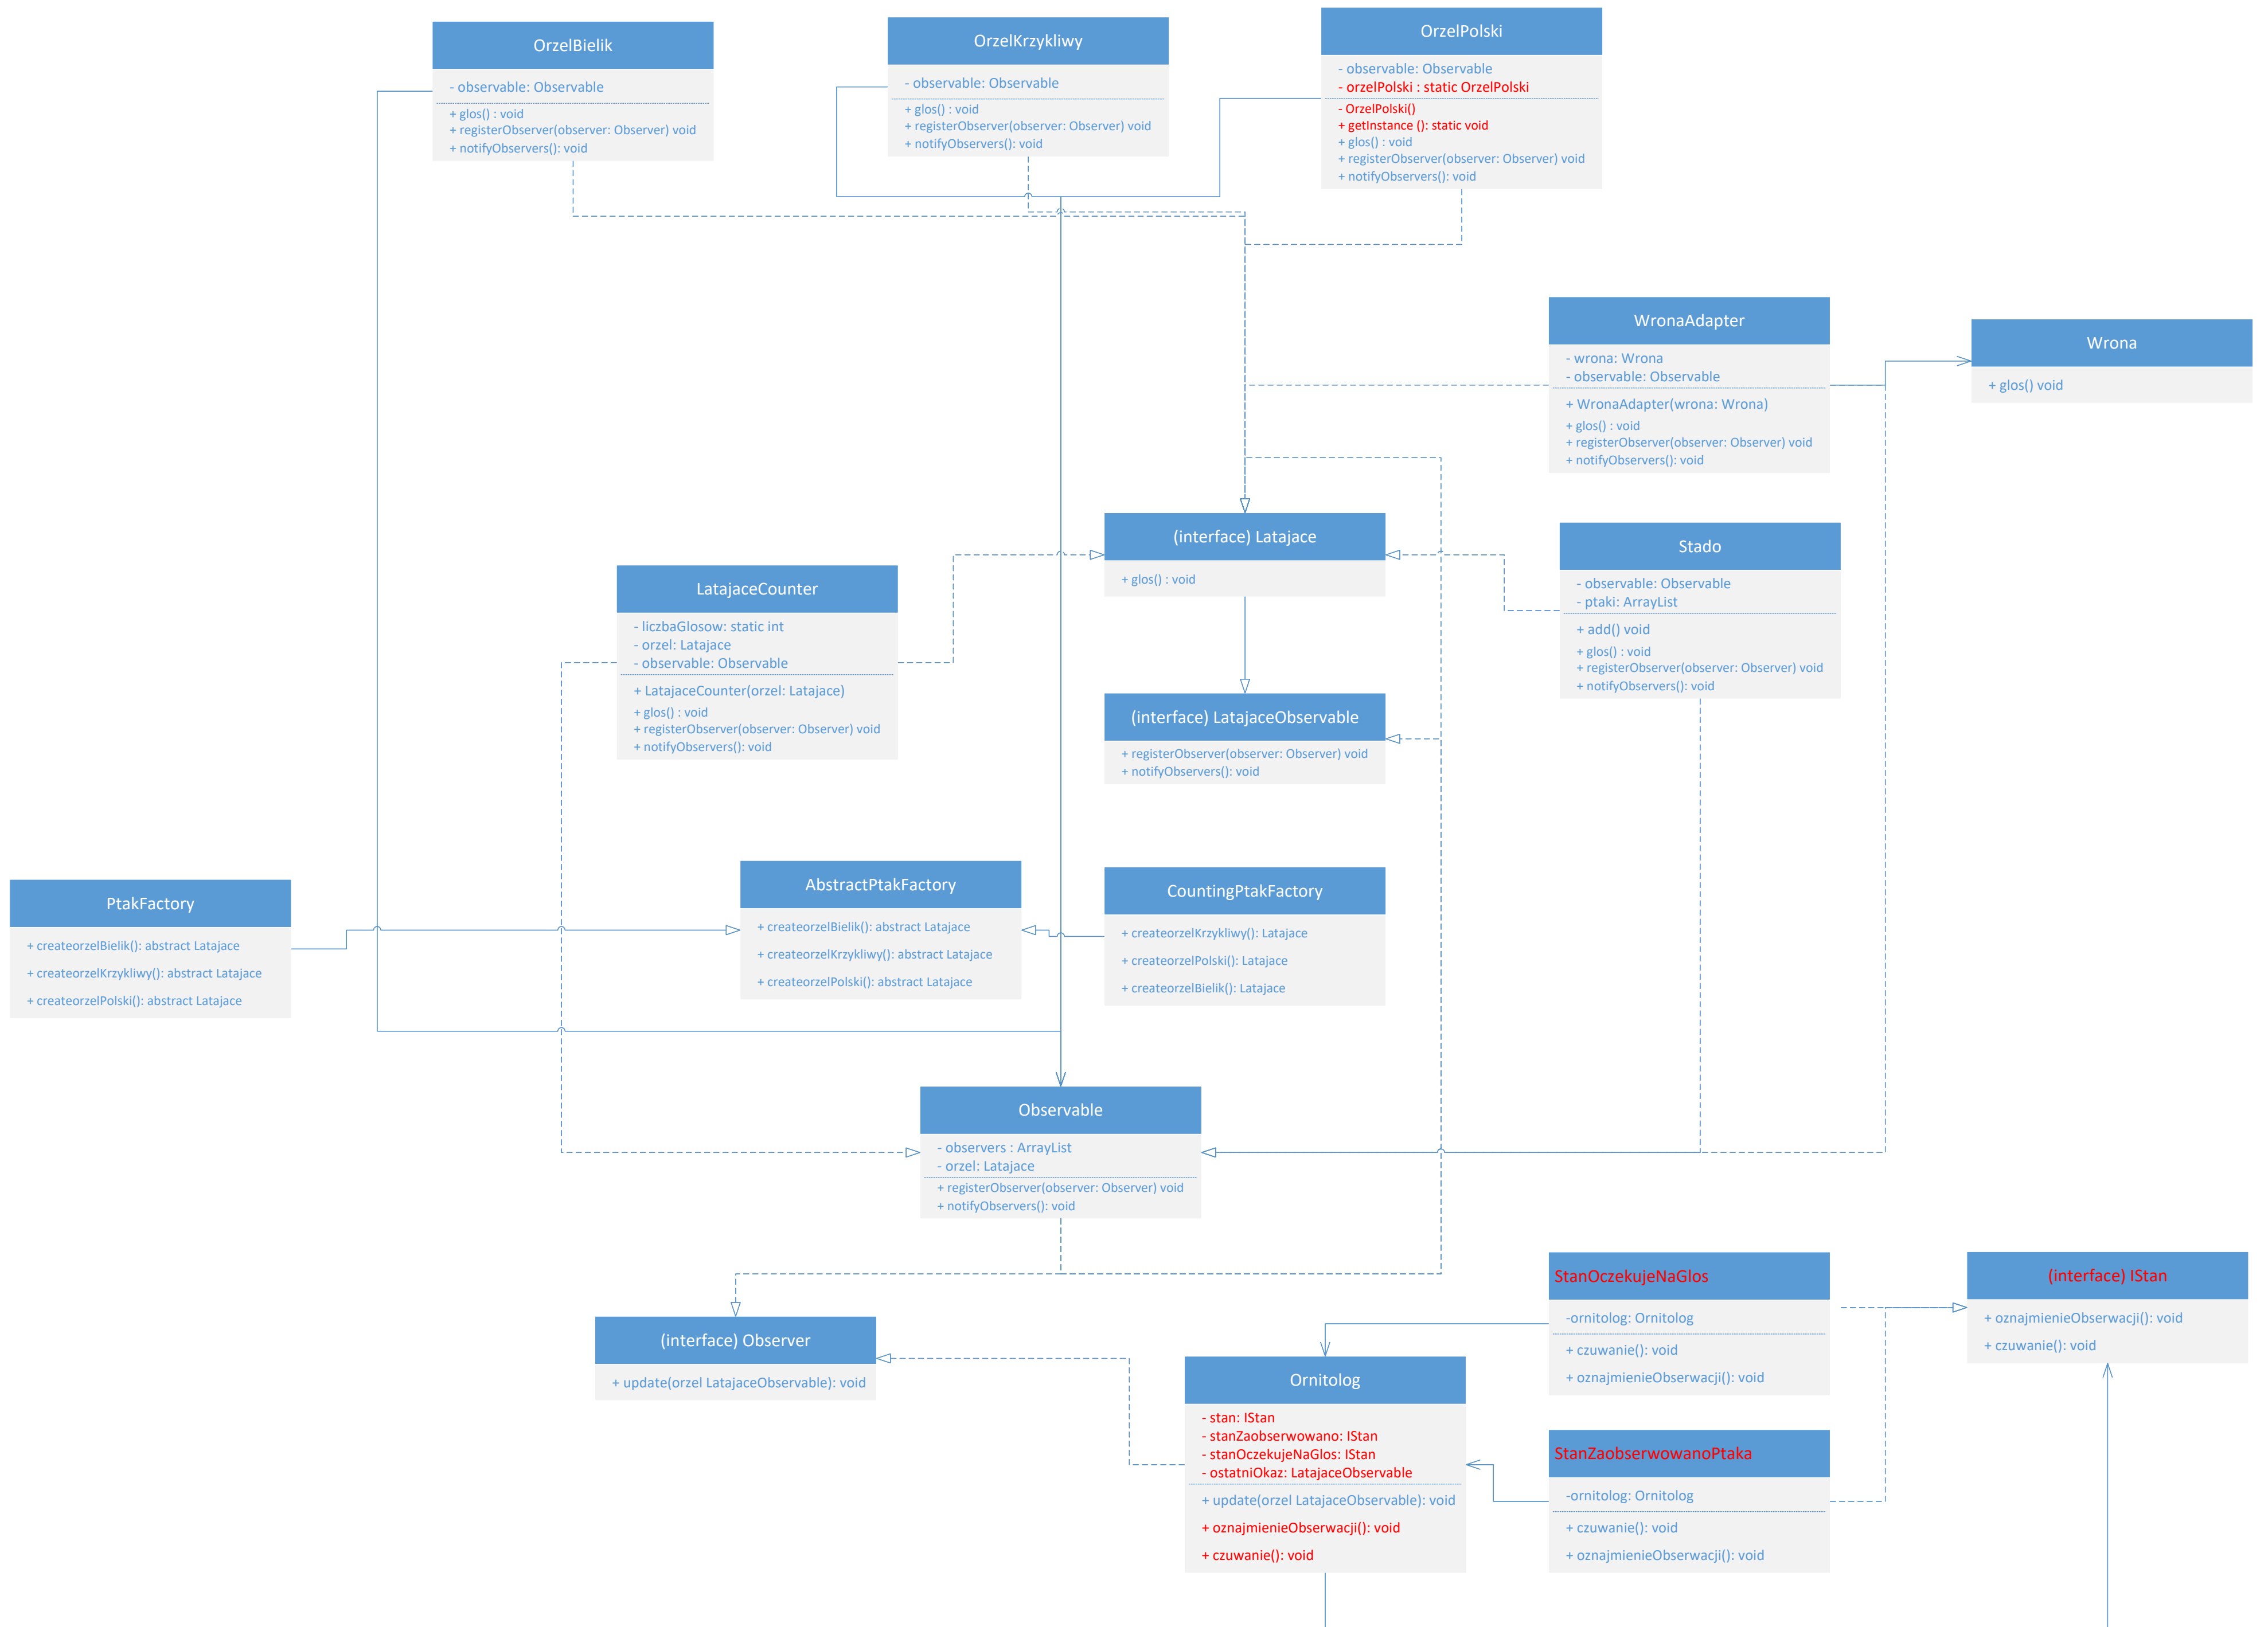 OrzelBielik
- observable: Observable
+ glos() : void
+ registerObserver(observer: Observer) void
+ notifyObservers(): void
OrzelKrzykliwy
- observable: Observable
+ glos() : void
+ registerObserver(observer: Observer) void
+ notifyObservers(): void
OrzelPolski
- observable: Observable
- orzelPolski : static OrzelPolski
- OrzelPolski()
+ getInstance (): static void
+ glos() : void
+ registerObserver(observer: Observer) void
+ notifyObservers(): void
WronaAdapter
- wrona: Wrona
- observable: Observable
+ WronaAdapter(wrona: Wrona)
+ glos() : void
+ registerObserver(observer: Observer) void
+ notifyObservers(): void
Wrona
+ glos() void
(interface) Latajace
+ glos() : void
Stado
- observable: Observable
- ptaki: ArrayList
+ add() void
+ glos() : void
+ registerObserver(observer: Observer) void
+ notifyObservers(): void
LatajaceCounter
- liczbaGlosow: static int
- orzel: Latajace
- observable: Observable
+ LatajaceCounter(orzel: Latajace)
+ glos() : void
+ registerObserver(observer: Observer) void
+ notifyObservers(): void
(interface) LatajaceObservable
+ registerObserver(observer: Observer) void
+ notifyObservers(): void
PtakFactory
+ createorzelBielik(): abstract Latajace
+ createorzelKrzykliwy(): abstract Latajace
+ createorzelPolski(): abstract Latajace
AbstractPtakFactory
+ createorzelBielik(): abstract Latajace
+ createorzelKrzykliwy(): abstract Latajace
+ createorzelPolski(): abstract Latajace
CountingPtakFactory
+ createorzelKrzykliwy(): Latajace
+ createorzelPolski(): Latajace
+ createorzelBielik(): Latajace
Observable
- observers : ArrayList
- orzel: Latajace
+ registerObserver(observer: Observer) void
+ notifyObservers(): void
(interface) Observer
+ update(orzel LatajaceObservable): void
Ornitolog
- stan: IStan
- stanZaobserwowano: IStan
- stanOczekujeNaGlos: IStan
- ostatniOkaz: LatajaceObservable
+ update(orzel LatajaceObservable): void
+ oznajmienieObserwacji(): void
+ czuwanie(): void
StanOczekujeNaGlos
-ornitolog: Ornitolog
+ czuwanie(): void
+ oznajmienieObserwacji(): void
StanZaobserwowanoPtaka
-ornitolog: Ornitolog
+ czuwanie(): void
+ oznajmienieObserwacji(): void
(interface) IStan
+ oznajmienieObserwacji(): void
+ czuwanie(): void